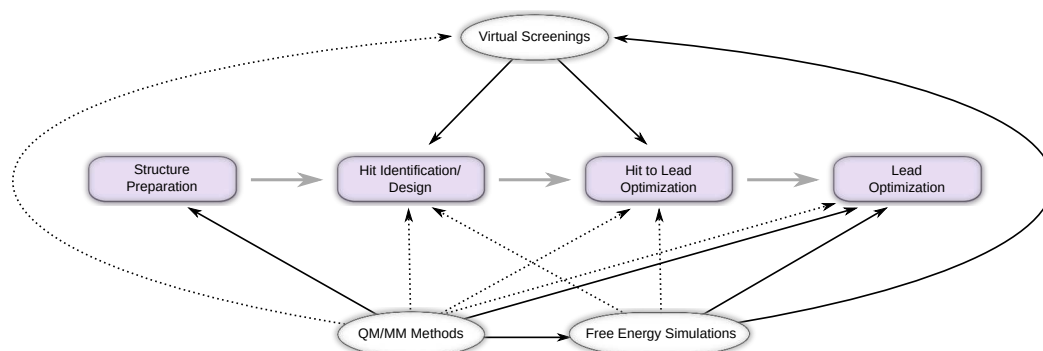 Virtual Screenings
Structure
Preparation
Hit Identification/
Design
Hit to Lead
Optimization
Lead
Optimization
QM/MM Methods
Free Energy Simulations